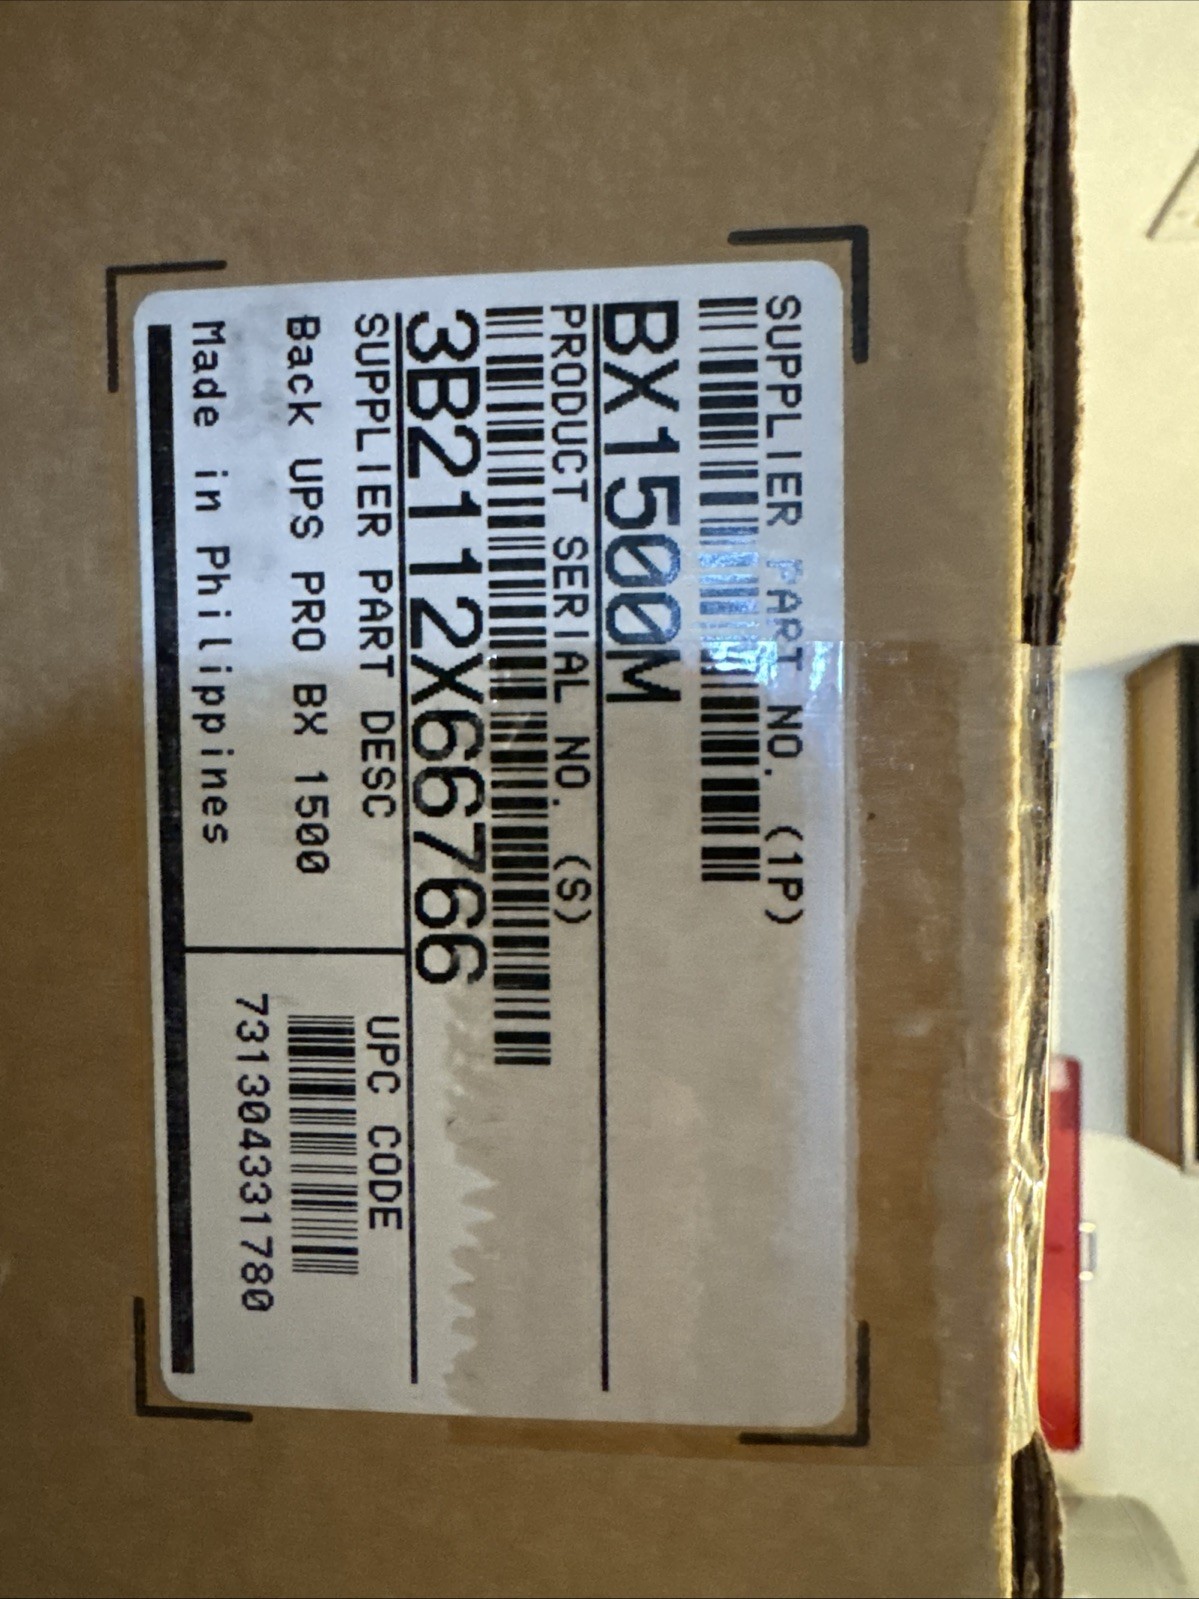 SUPPLIER PART NO. (1P)
BX1500M
PRODUCT SERIAL NO. (S)
3B2112X66766
SUPPLIER PART DESC
Back UPS PRO BX 1500
Made in Philippines
UPC CODE
731304331780